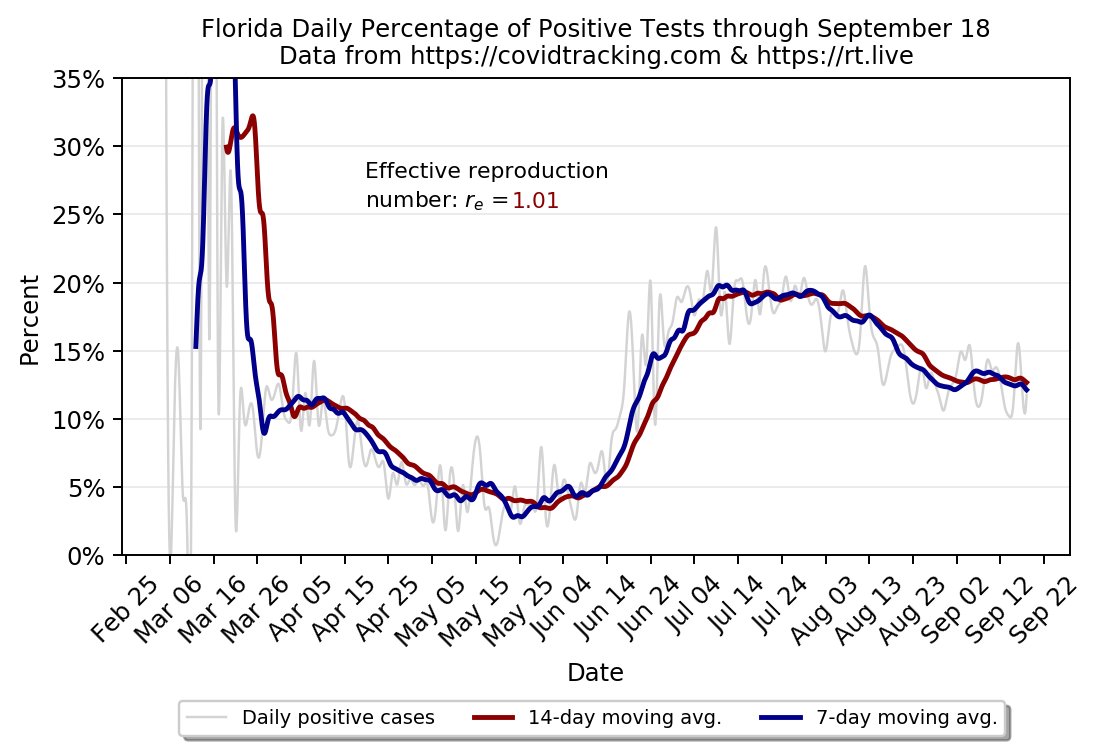 Florida Daily Percentage of Positive Tests through September 18
Data from https://covidtracking.com & https://rt.live
35%
30%
25%
20%
15%
10%
5%
0%
Percent
Effective reproduction
number: rₑ = 1.01
Feb 25
Mar 06
Mar 16
Mar 26
Apr 05
Apr 15
Apr 25
May 05
May 15
May 25
Jun 04
Jun 14
Jun 24
Jul 04
Jul 14
Jul 24
Aug 03
Aug 13
Aug 23
Sep 02
Sep 12
Sep 22
Date
Daily positive cases
14-day moving avg.
7-day moving avg.